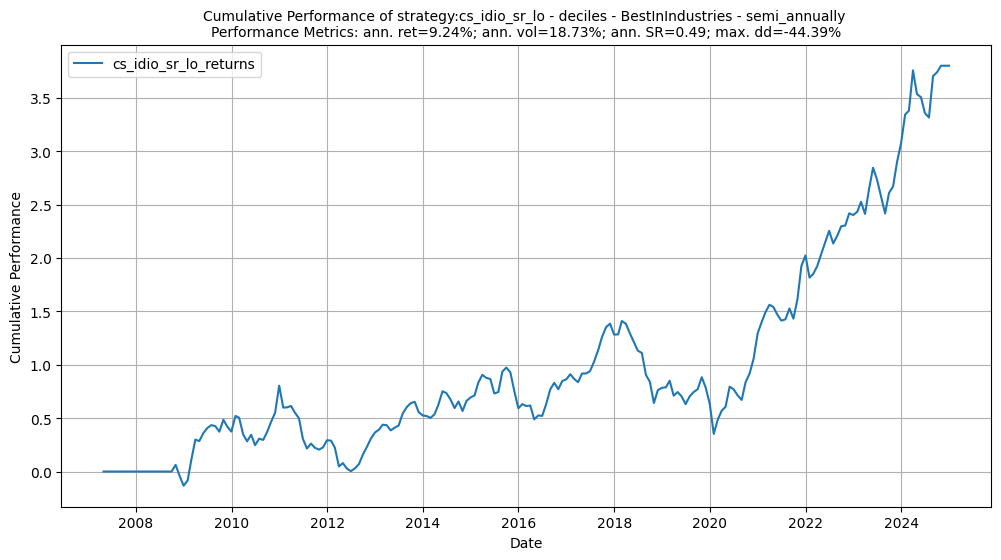 Cumulative Performance of strategy:cs_idio_sr_lo - deciles - BestInIndustries - semi_annually
Performance Metrics: ann. ret=9.24%; ann. vol=18.73%; ann. SR=0.49; max. dd=-44.39%
cs_idio_sr_lo_returns
Cumulative Performance
3.5
3.0
2.5
2.0
1.5
1.0
0.5
0.0
2008 2010 2012 2014 2016 2018 2020 2022 2024
Date